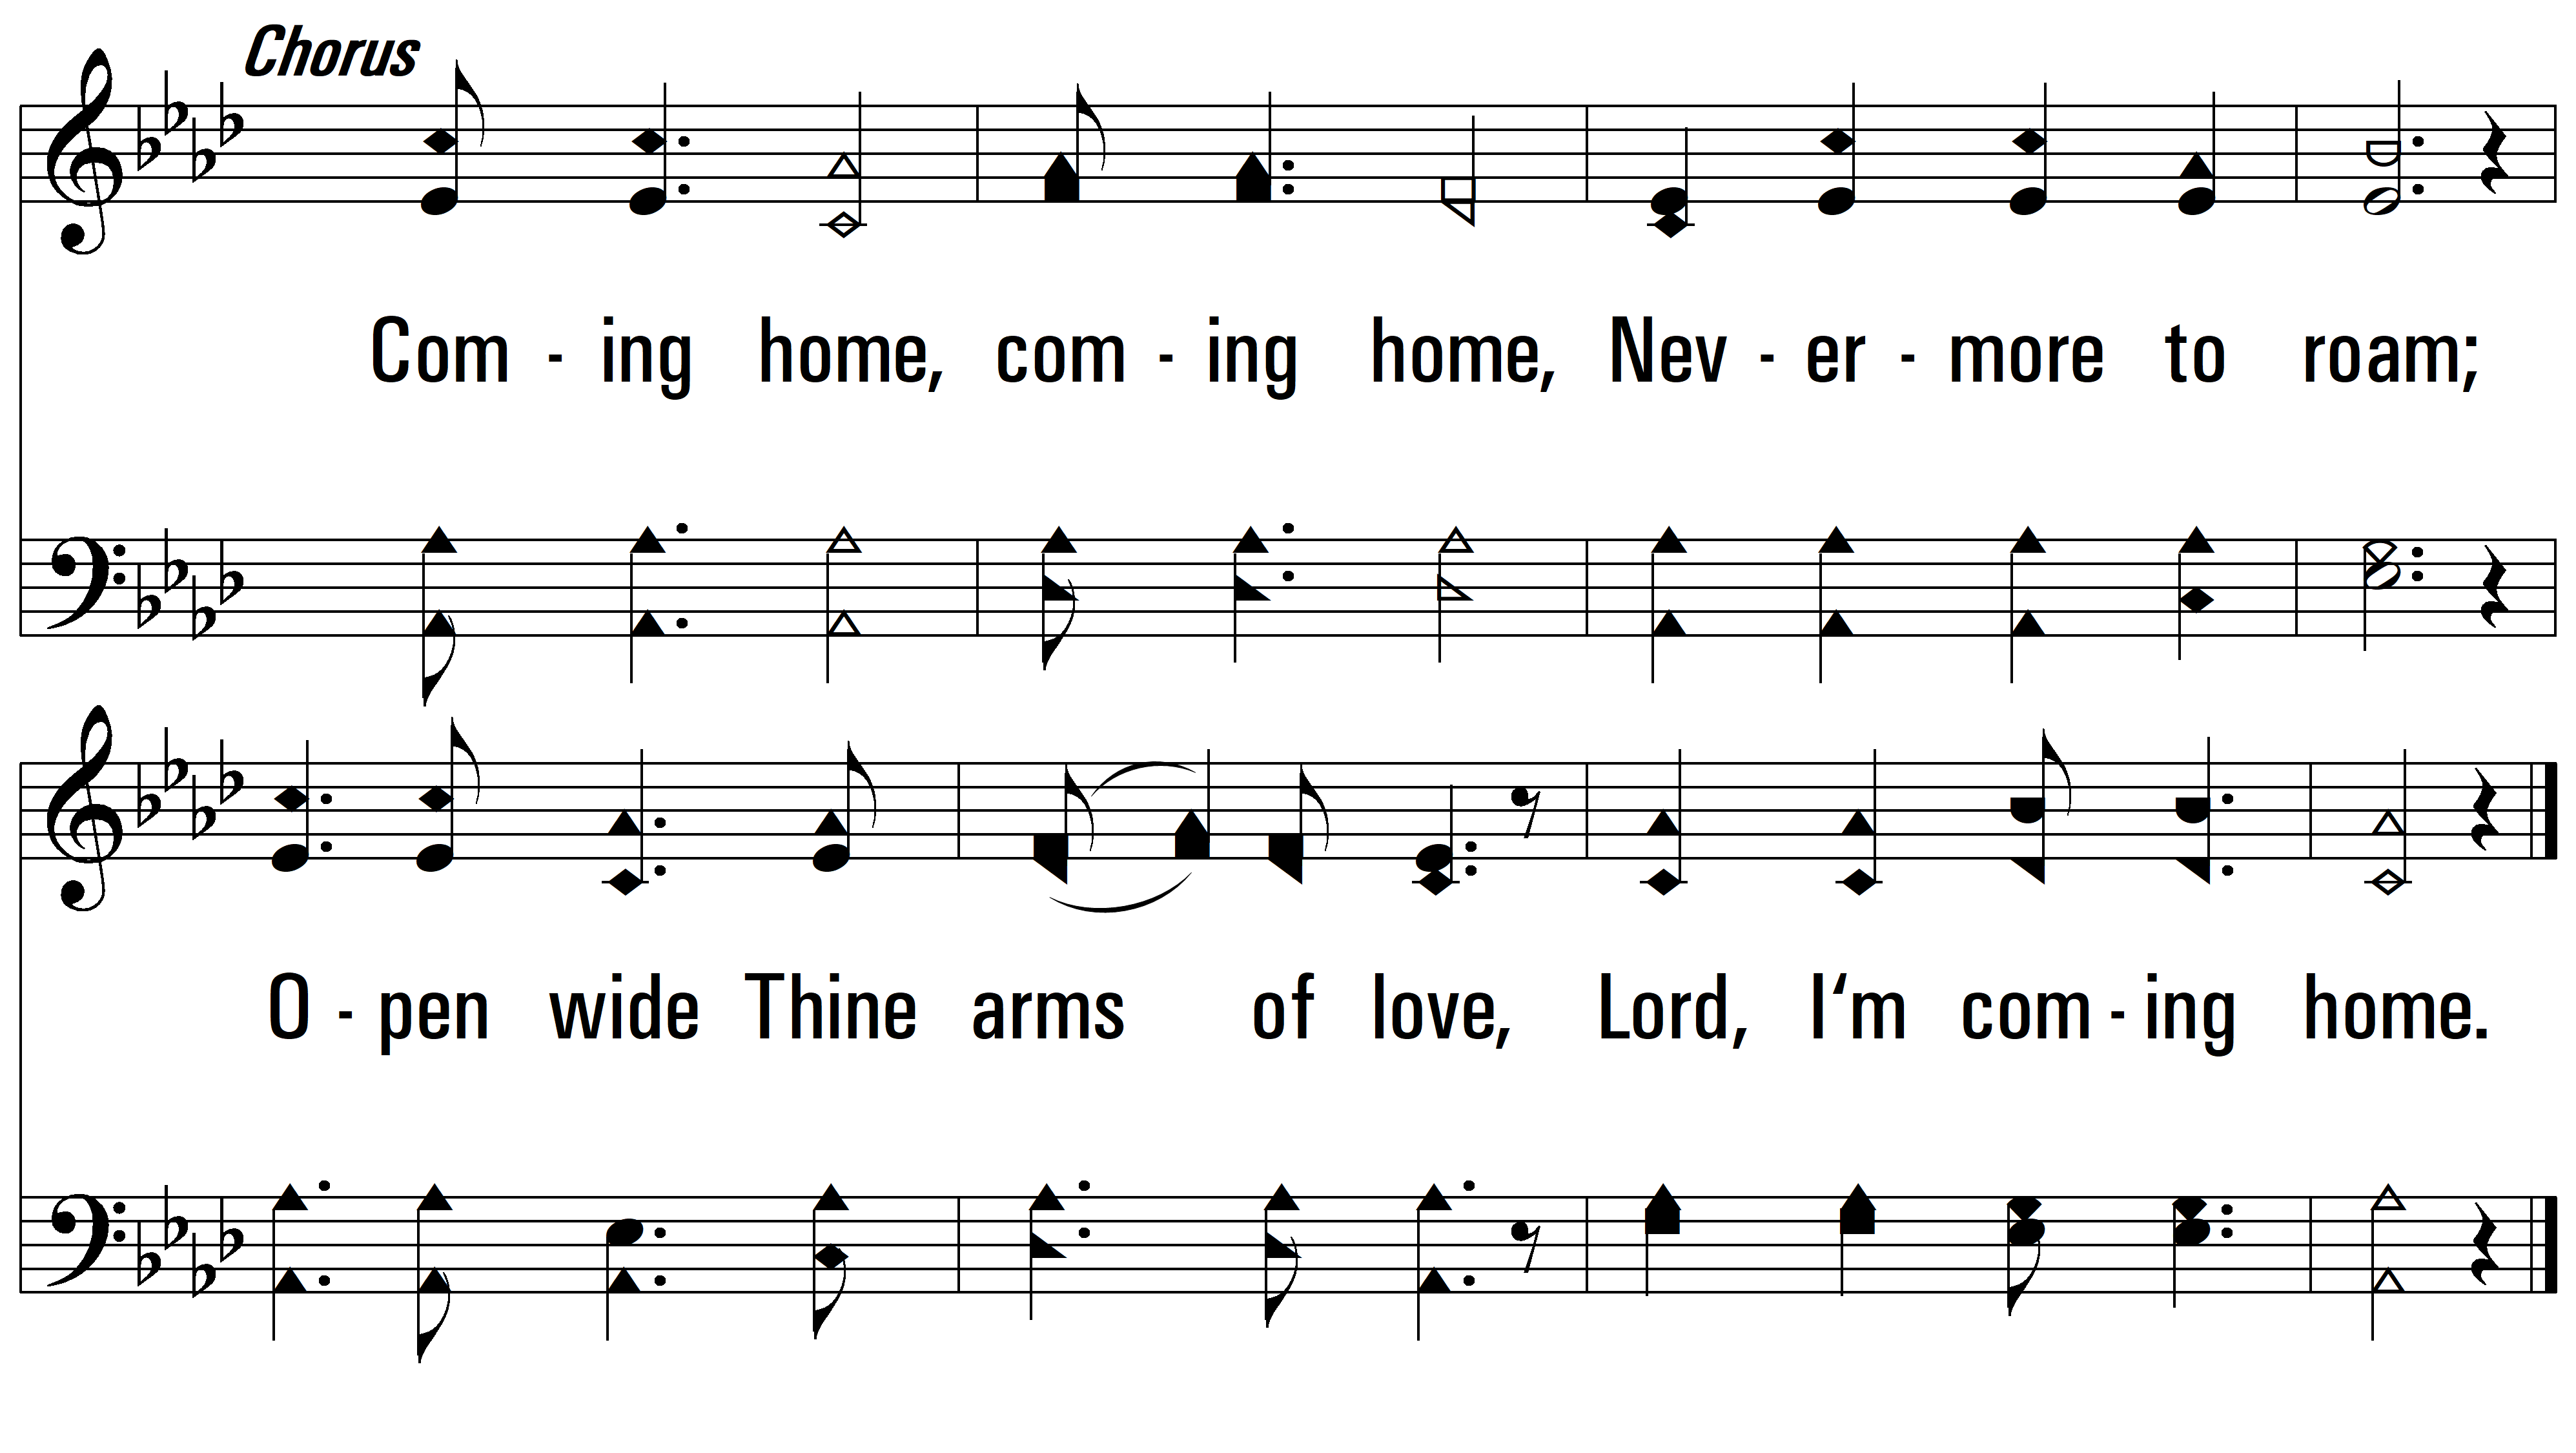 Chorus
Com - ing home, com - ing home, Nev - er - more to roam;
O - pen wide Thine arms of love, Lord, I‘m com - ing home.